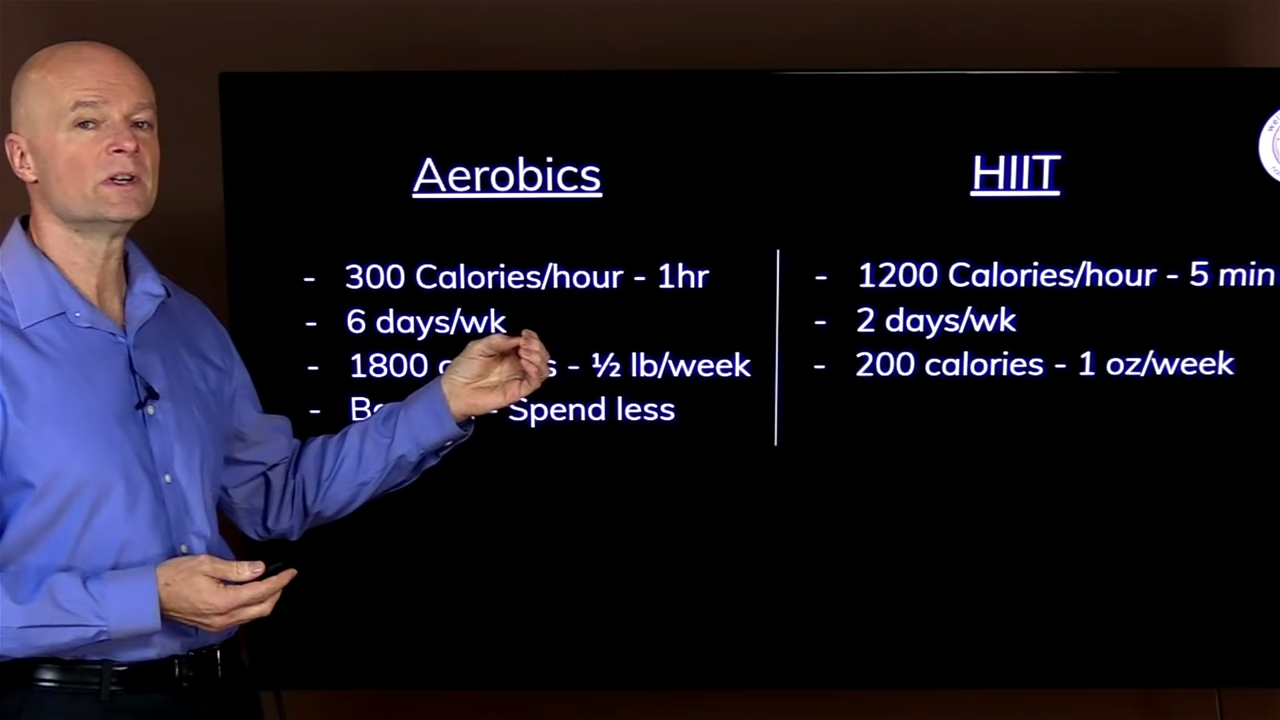 Aerobics
- 300 Calories/hour - 1hr
- 6 days/wk
- 1800 - ½ lb/week
- - Spend less
HIIT
- 1200 Calories/hour - 5 min
- 2 days/wk
- 200 calories - 1 oz/week